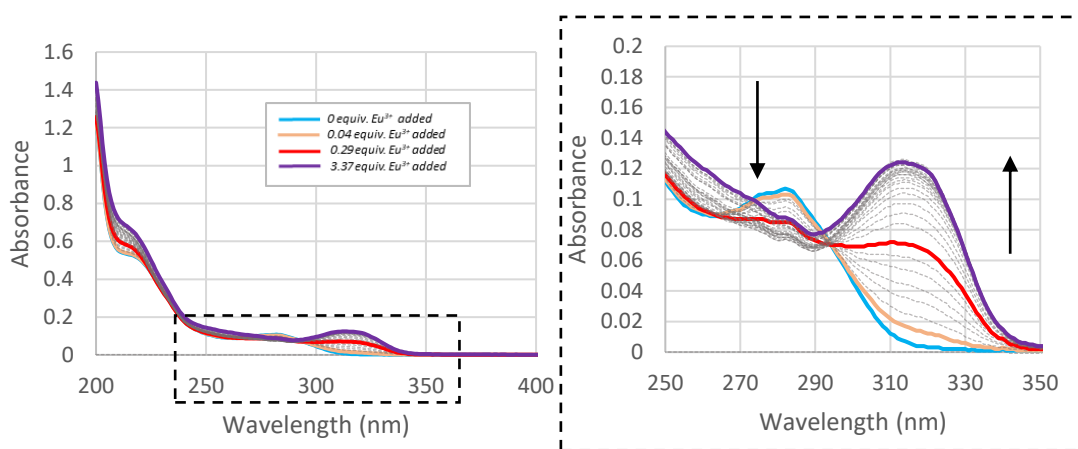 1.6
1.4
1.2
1
0.8
0.6
0.4
0.2
0
Absorbance
0 equiv. Eu³⁺ added
0.04 equiv. Eu³⁺ added
0.29 equiv. Eu³⁺ added
3.37 equiv. Eu³⁺ added
200 250 300 350 400
Wavelength (nm)
0.2
0.18
0.16
0.14
0.12
0.1
0.08
0.06
0.04
0.02
0
Absorbance
250 270 290 310 330 350
Wavelength (nm)